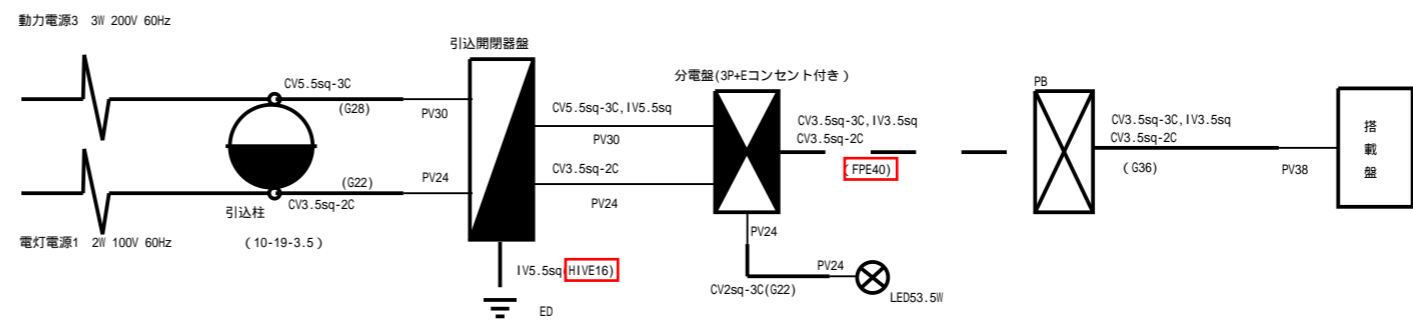 動力電源3 3W 200V 60Hz
CV5.5sq-3C
(G28)
PV30
引込開閉器盤
CV5.5sq-3C,IV5.5sq
PV30
CV3.5sq-2C
PV24
分電盤(3P+Eコンセント付き)
CV3.5sq-3C,IV3.5sq
CV3.5sq-2C
(FPE40)
PB
CV3.5sq-3C,IV3.5sq
CV3.5sq-2C
(G36)
PV38
搭
載
盤
(G22)
PV24
CV3.5sq-2C
引込柱
電灯電源1 2W 100V 60Hz
(10-19-3.5)
IV5.5sq(HIVE16)
ED
PV24
PV24
CV2sq-3C(G22)
LED53.5W